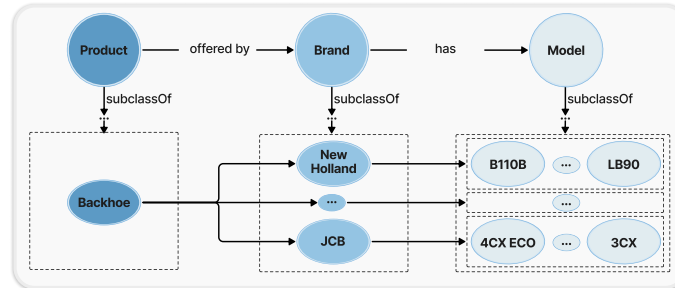 Product
offered by
Brand
has
Model
subclassOf
subclassOf
subclassOf
...
...
...
New
Holland
B110B
...
LB90
Backhoe
...
...
JCB
4CX ECO
...
3CX